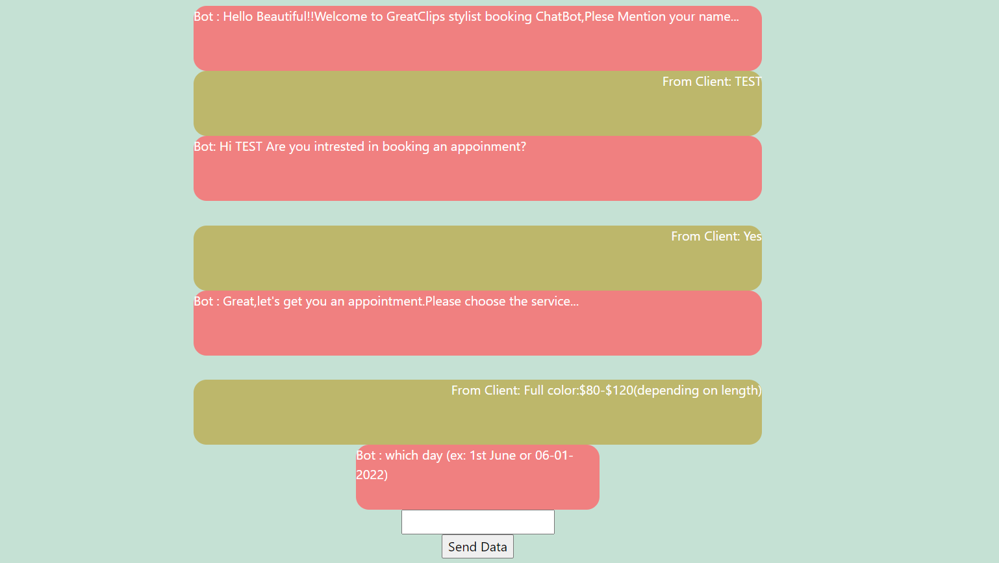 Bot : Hello Beautiful!!Welcome to GreatClips stylist booking ChatBot,Plese Mention your name...
From Client: TEST
Bot: Hi TEST Are you intrested in booking an appoinment?
From Client: Yes
Bot : Great,let's get you an appointment.Please choose the service...
From Client: Full color:$80-$120(depending on length)
Bot : which day (ex: 1st June or 06-01-
2022)
Send Data